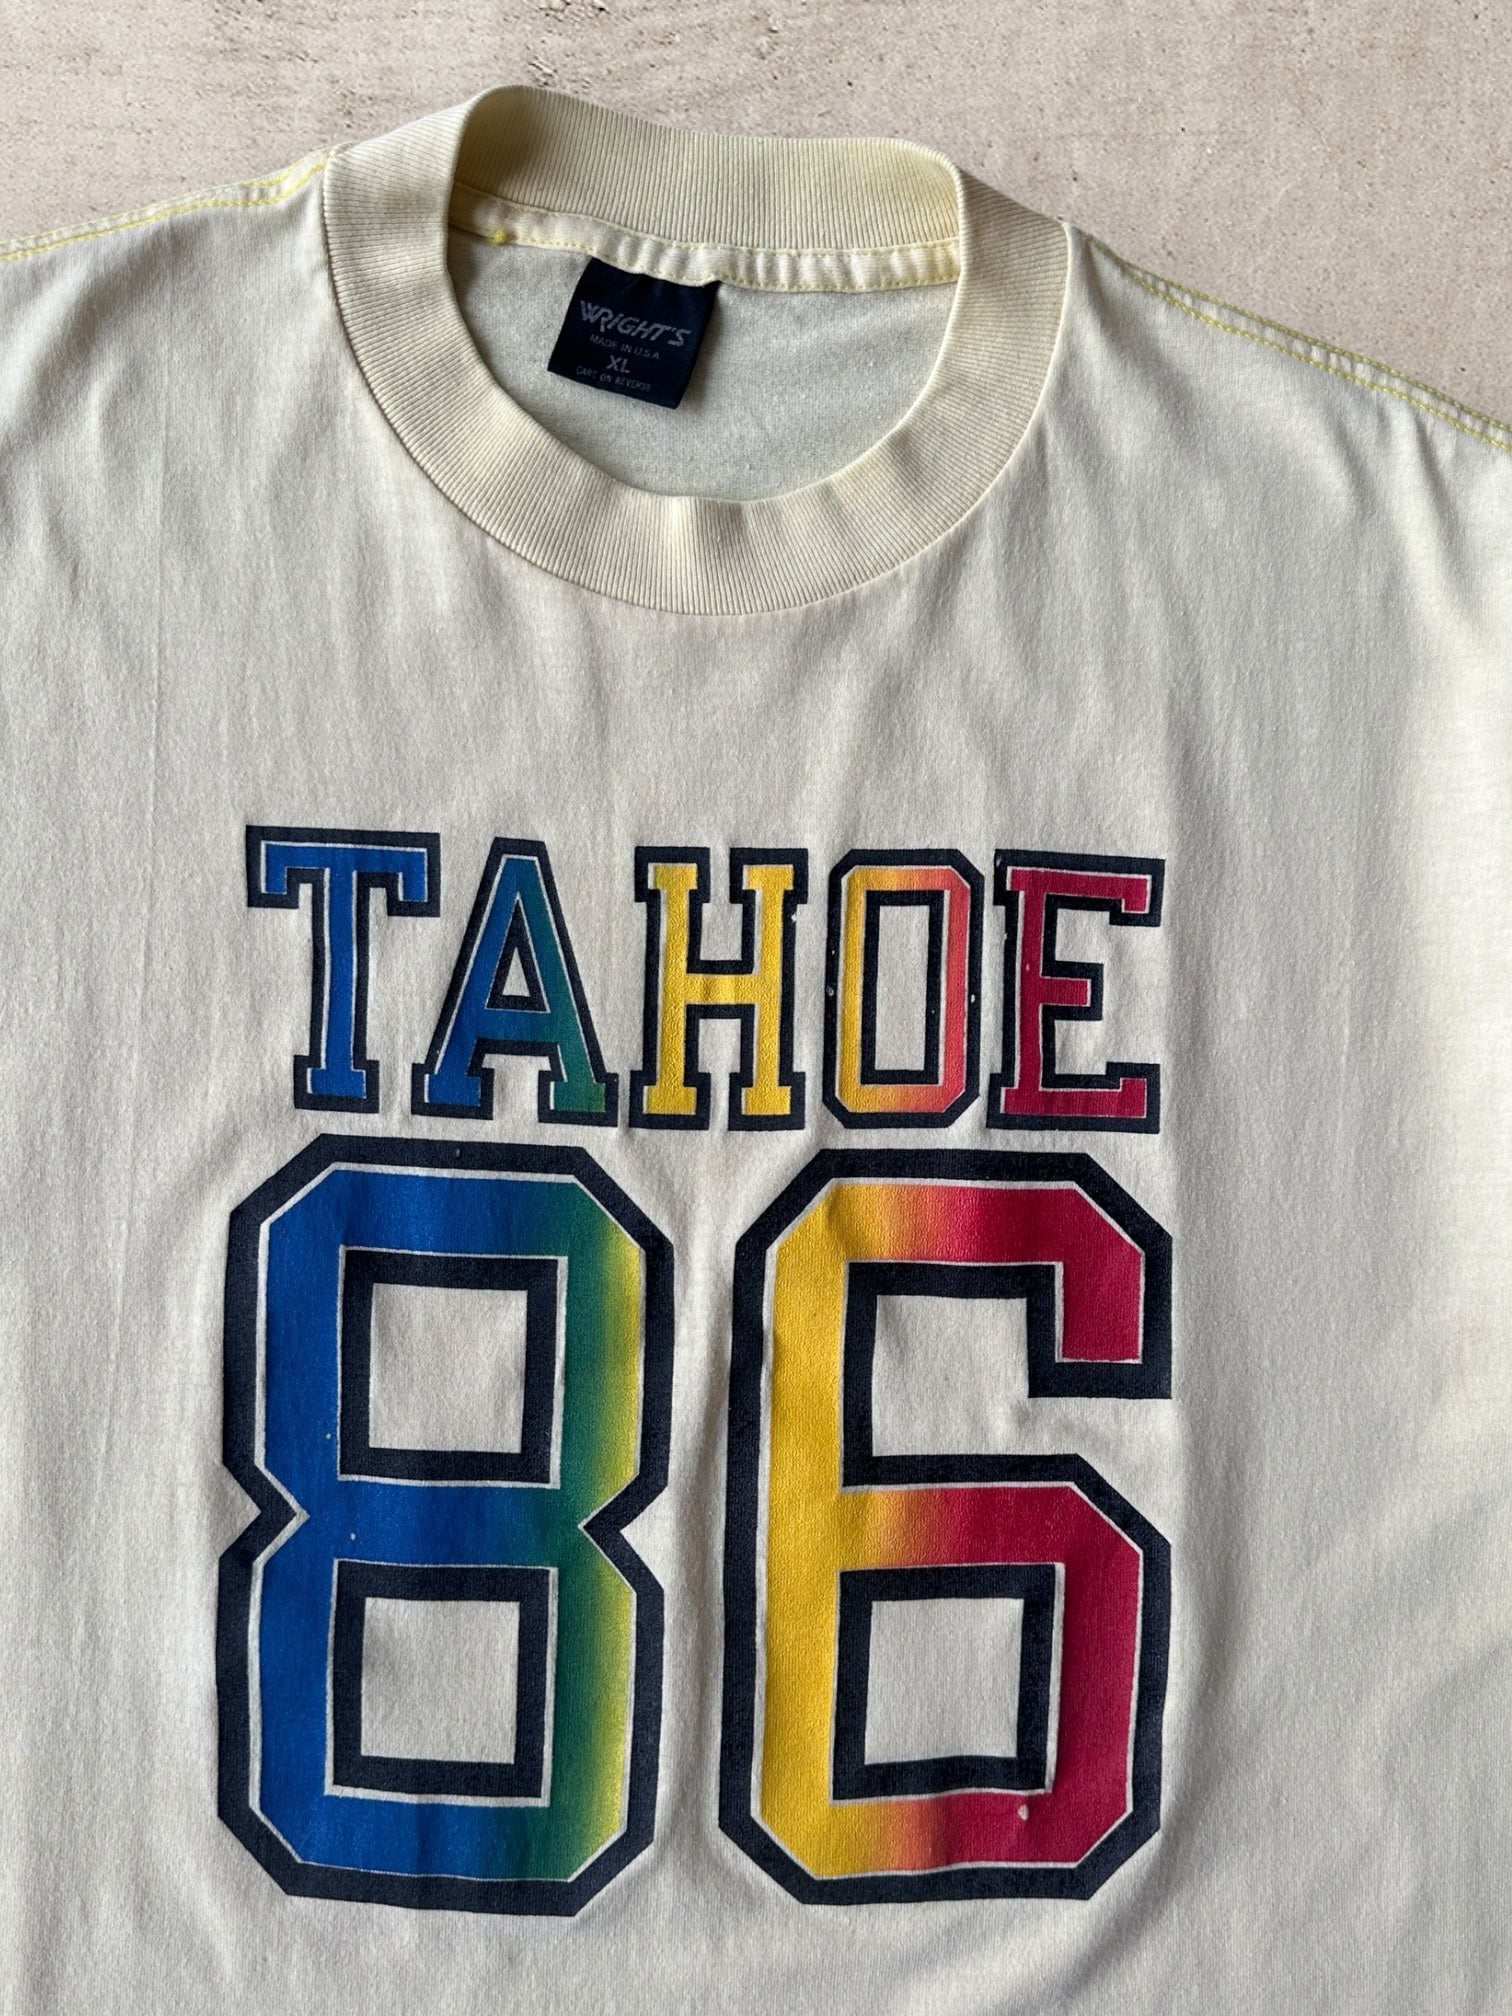 WRIGHT'S
MADE IN U.S.A
XL
CARE ON REVERSE
TAHOE
86